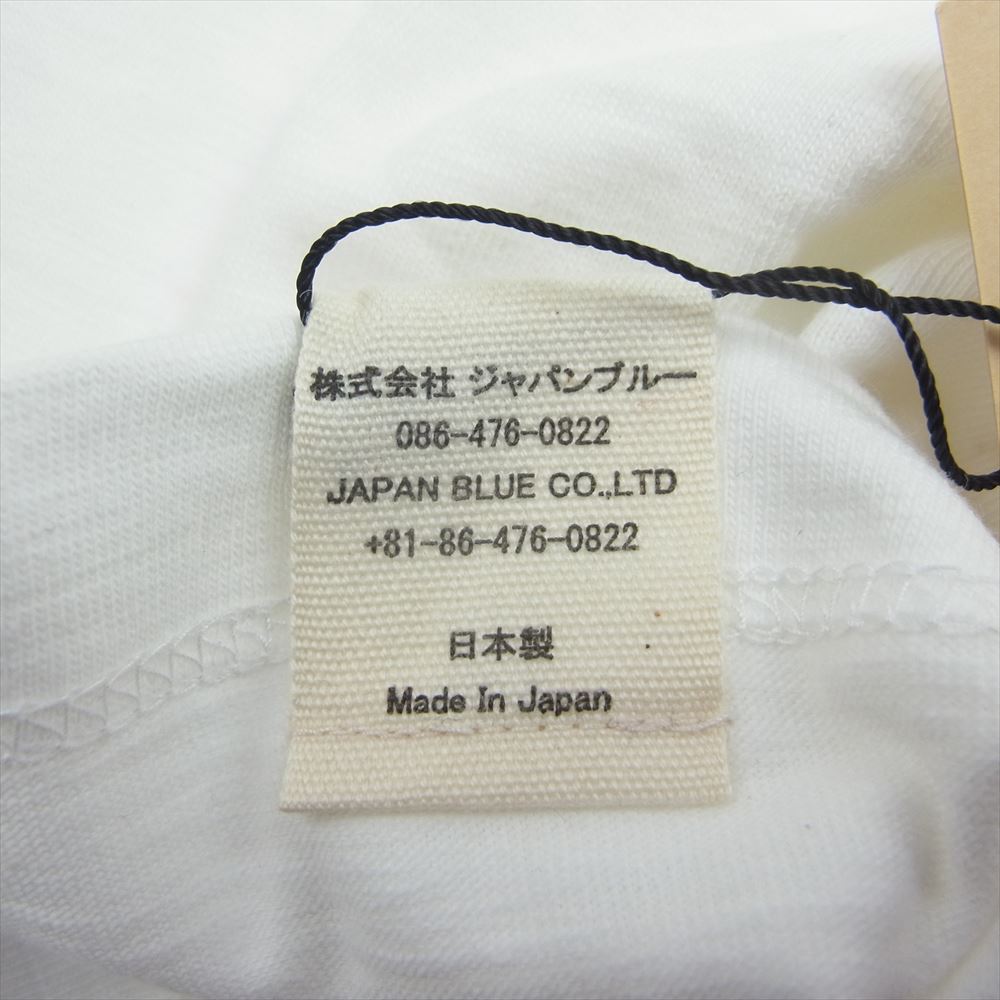 株式会社 ジャパンブルー
086-476-0822
JAPAN BLUE CO.,LTD
+81-86-476-0822
日本製
Made In Japan